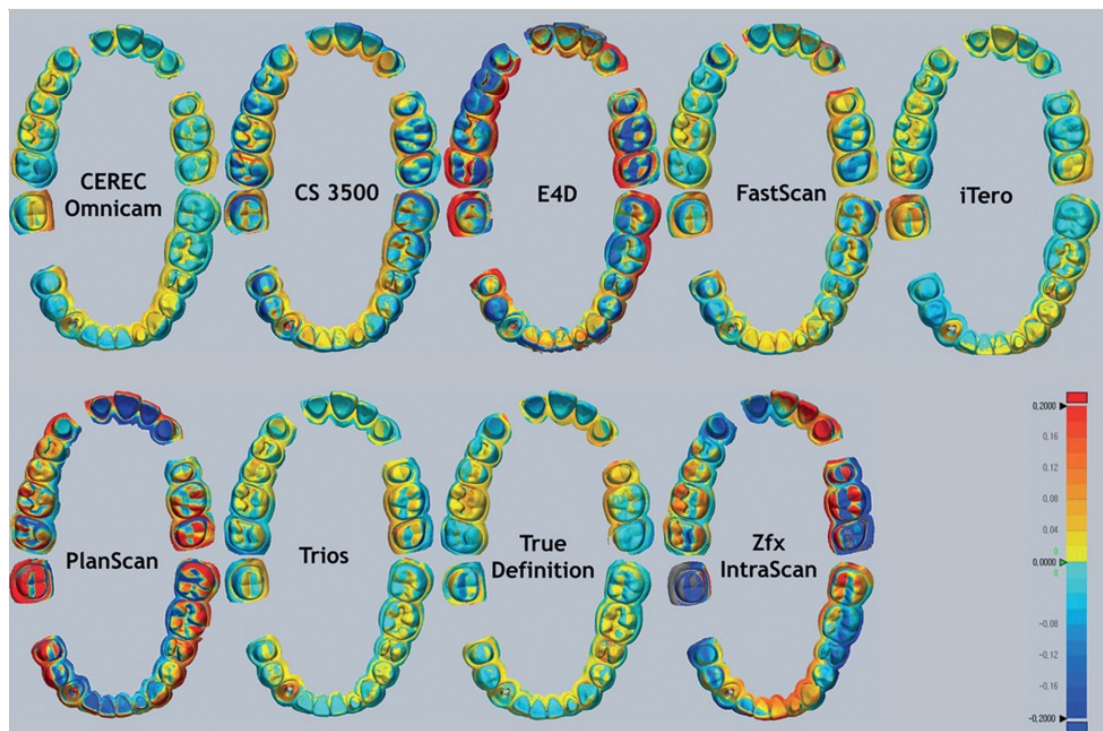 CEREC
Omnicam
CS 3500
E4D
FastScan
iTero
PlanScan
Trios
True
Definition
Zfx
IntraScan
0.2000
0.16
0.12
0.08
0.04
0
0.0000
0
-0.08
-0.12
-0.16
-0.2000